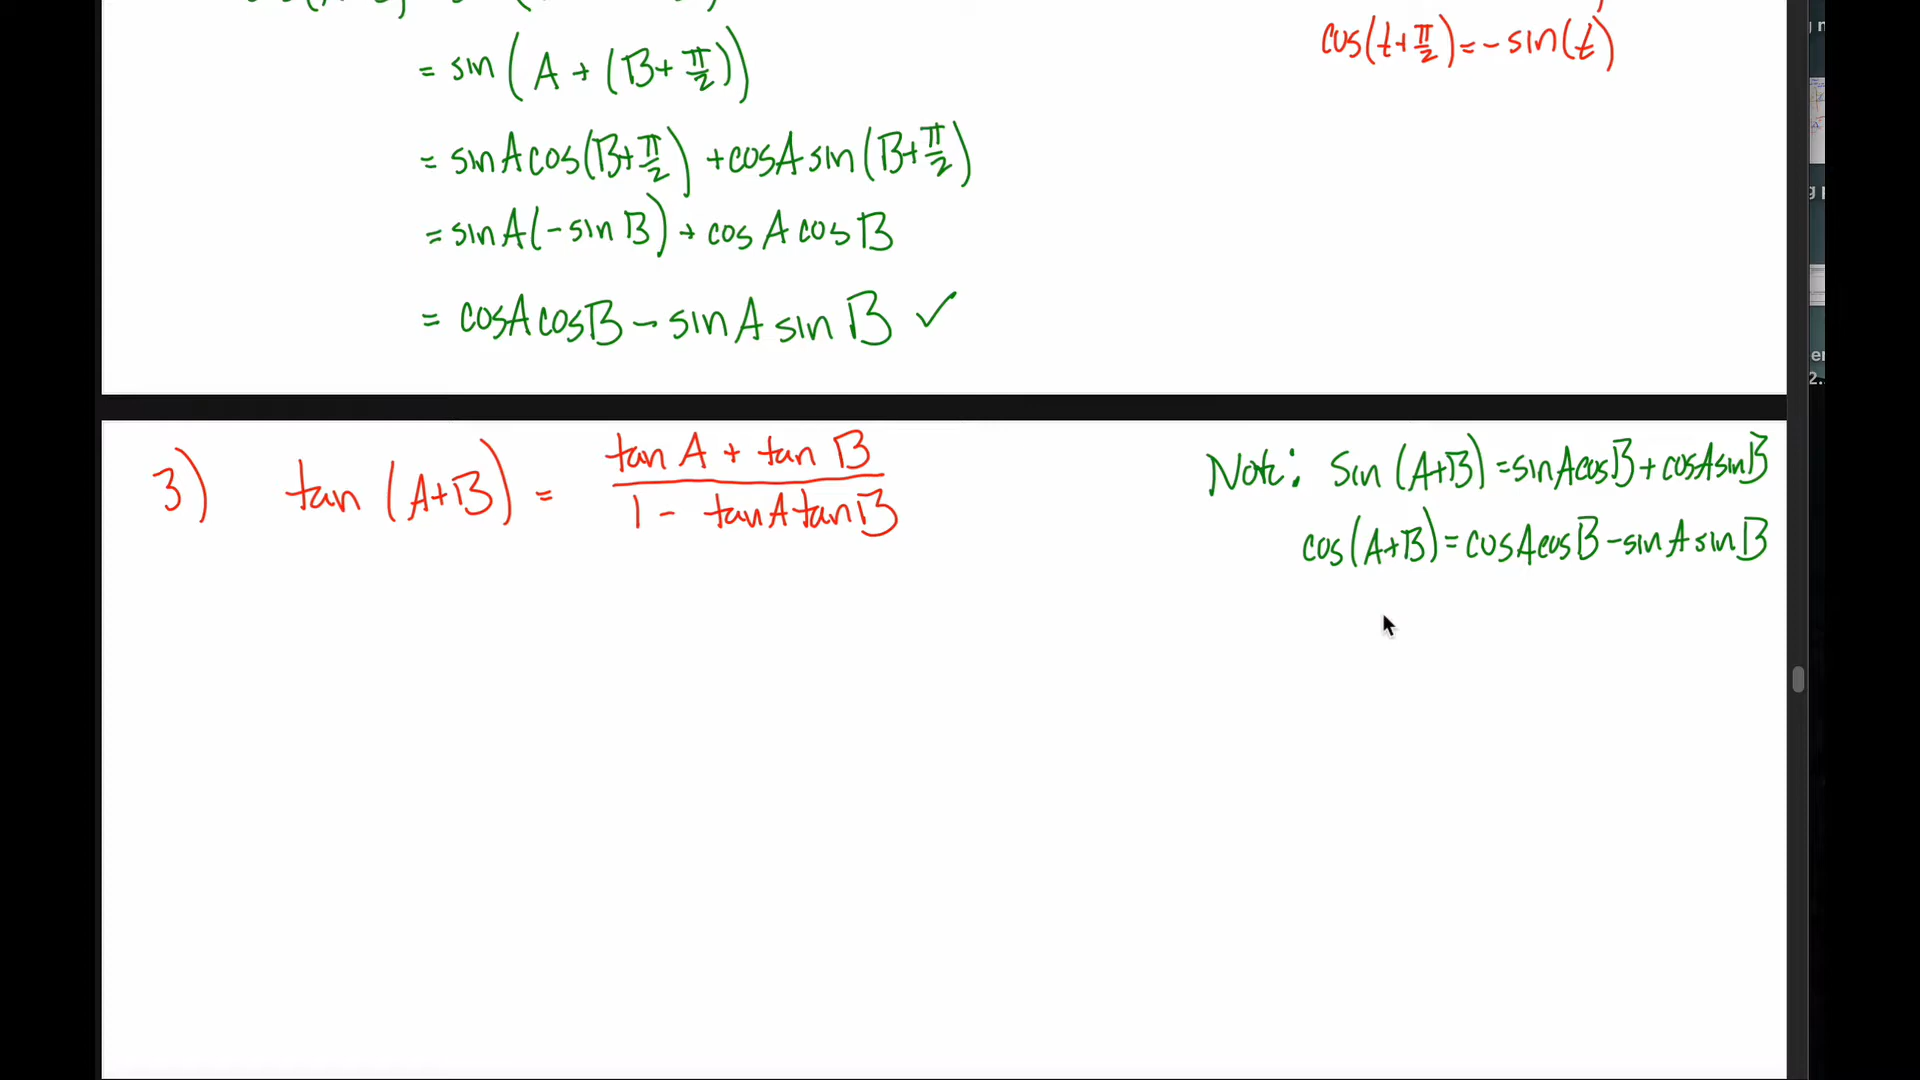 = sin(A + (B + π/2))
cos(t + π/2) = - sin(t)
= sin A cos(B + π/2) + cos A sin(B + π/2)
= sin A(- sin B) + cos A cos B
= cos A cos B - sin A sin B ✓
3) tan (A+B) = (tan A + tan B)/(1 - tan A tan B)
Note: Sin (A+B) = sin A cos B + cos A sin B
cos (A+B) = cos A cos B - sin A sin B